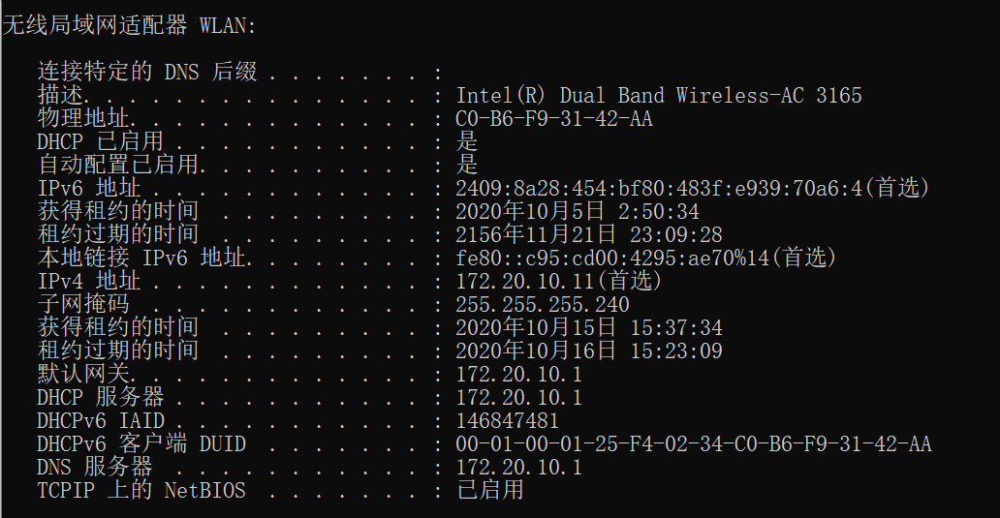 无线局域网适配器 WLAN:
连接特定的 DNS 后缀 . . . . . . . :
描述. . . . . . . . . . . . . . . : Intel(R) Dual Band Wireless-AC 3165
物理地址. . . . . . . . . . . . . : C0-B6-F9-31-42-AA
DHCP 已启用 . . . . . . . . . . . : 是
自动配置已启用. . . . . . . . . . : 是
IPv6 地址 . . . . . . . . . . . . : 2409:8a28:454:bf80:483f:e939:70a6:4(首选)
获得租约的时间  . . . . . . . . . : 2020年10月5日 2:50:34
租约过期的时间  . . . . . . . . . : 2156年11月21日 23:09:28
本地链接 IPv6 地址. . . . . . . . : fe80::c95:cd00:4295:ae70%14(首选)
IPv4 地址 . . . . . . . . . . . . : 172.20.10.11(首选)
子网掩码  . . . . . . . . . . . . : 255.255.255.240
获得租约的时间  . . . . . . . . . : 2020年10月15日 15:37:34
租约过期的时间  . . . . . . . . . : 2020年10月16日 15:23:09
默认网关. . . . . . . . . . . . . : 172.20.10.1
DHCP 服务器 . . . . . . . . . . . : 172.20.10.1
DHCPv6 IAID . . . . . . . . . . . : 146847481
DHCPv6 客户端 DUID  . . . . . . . : 00-01-00-01-25-F4-02-34-C0-B6-F9-31-42-AA
DNS 服务器  . . . . . . . . . . . : 172.20.10.1
TCPIP 上的 NetBIOS  . . . . . . . : 已启用